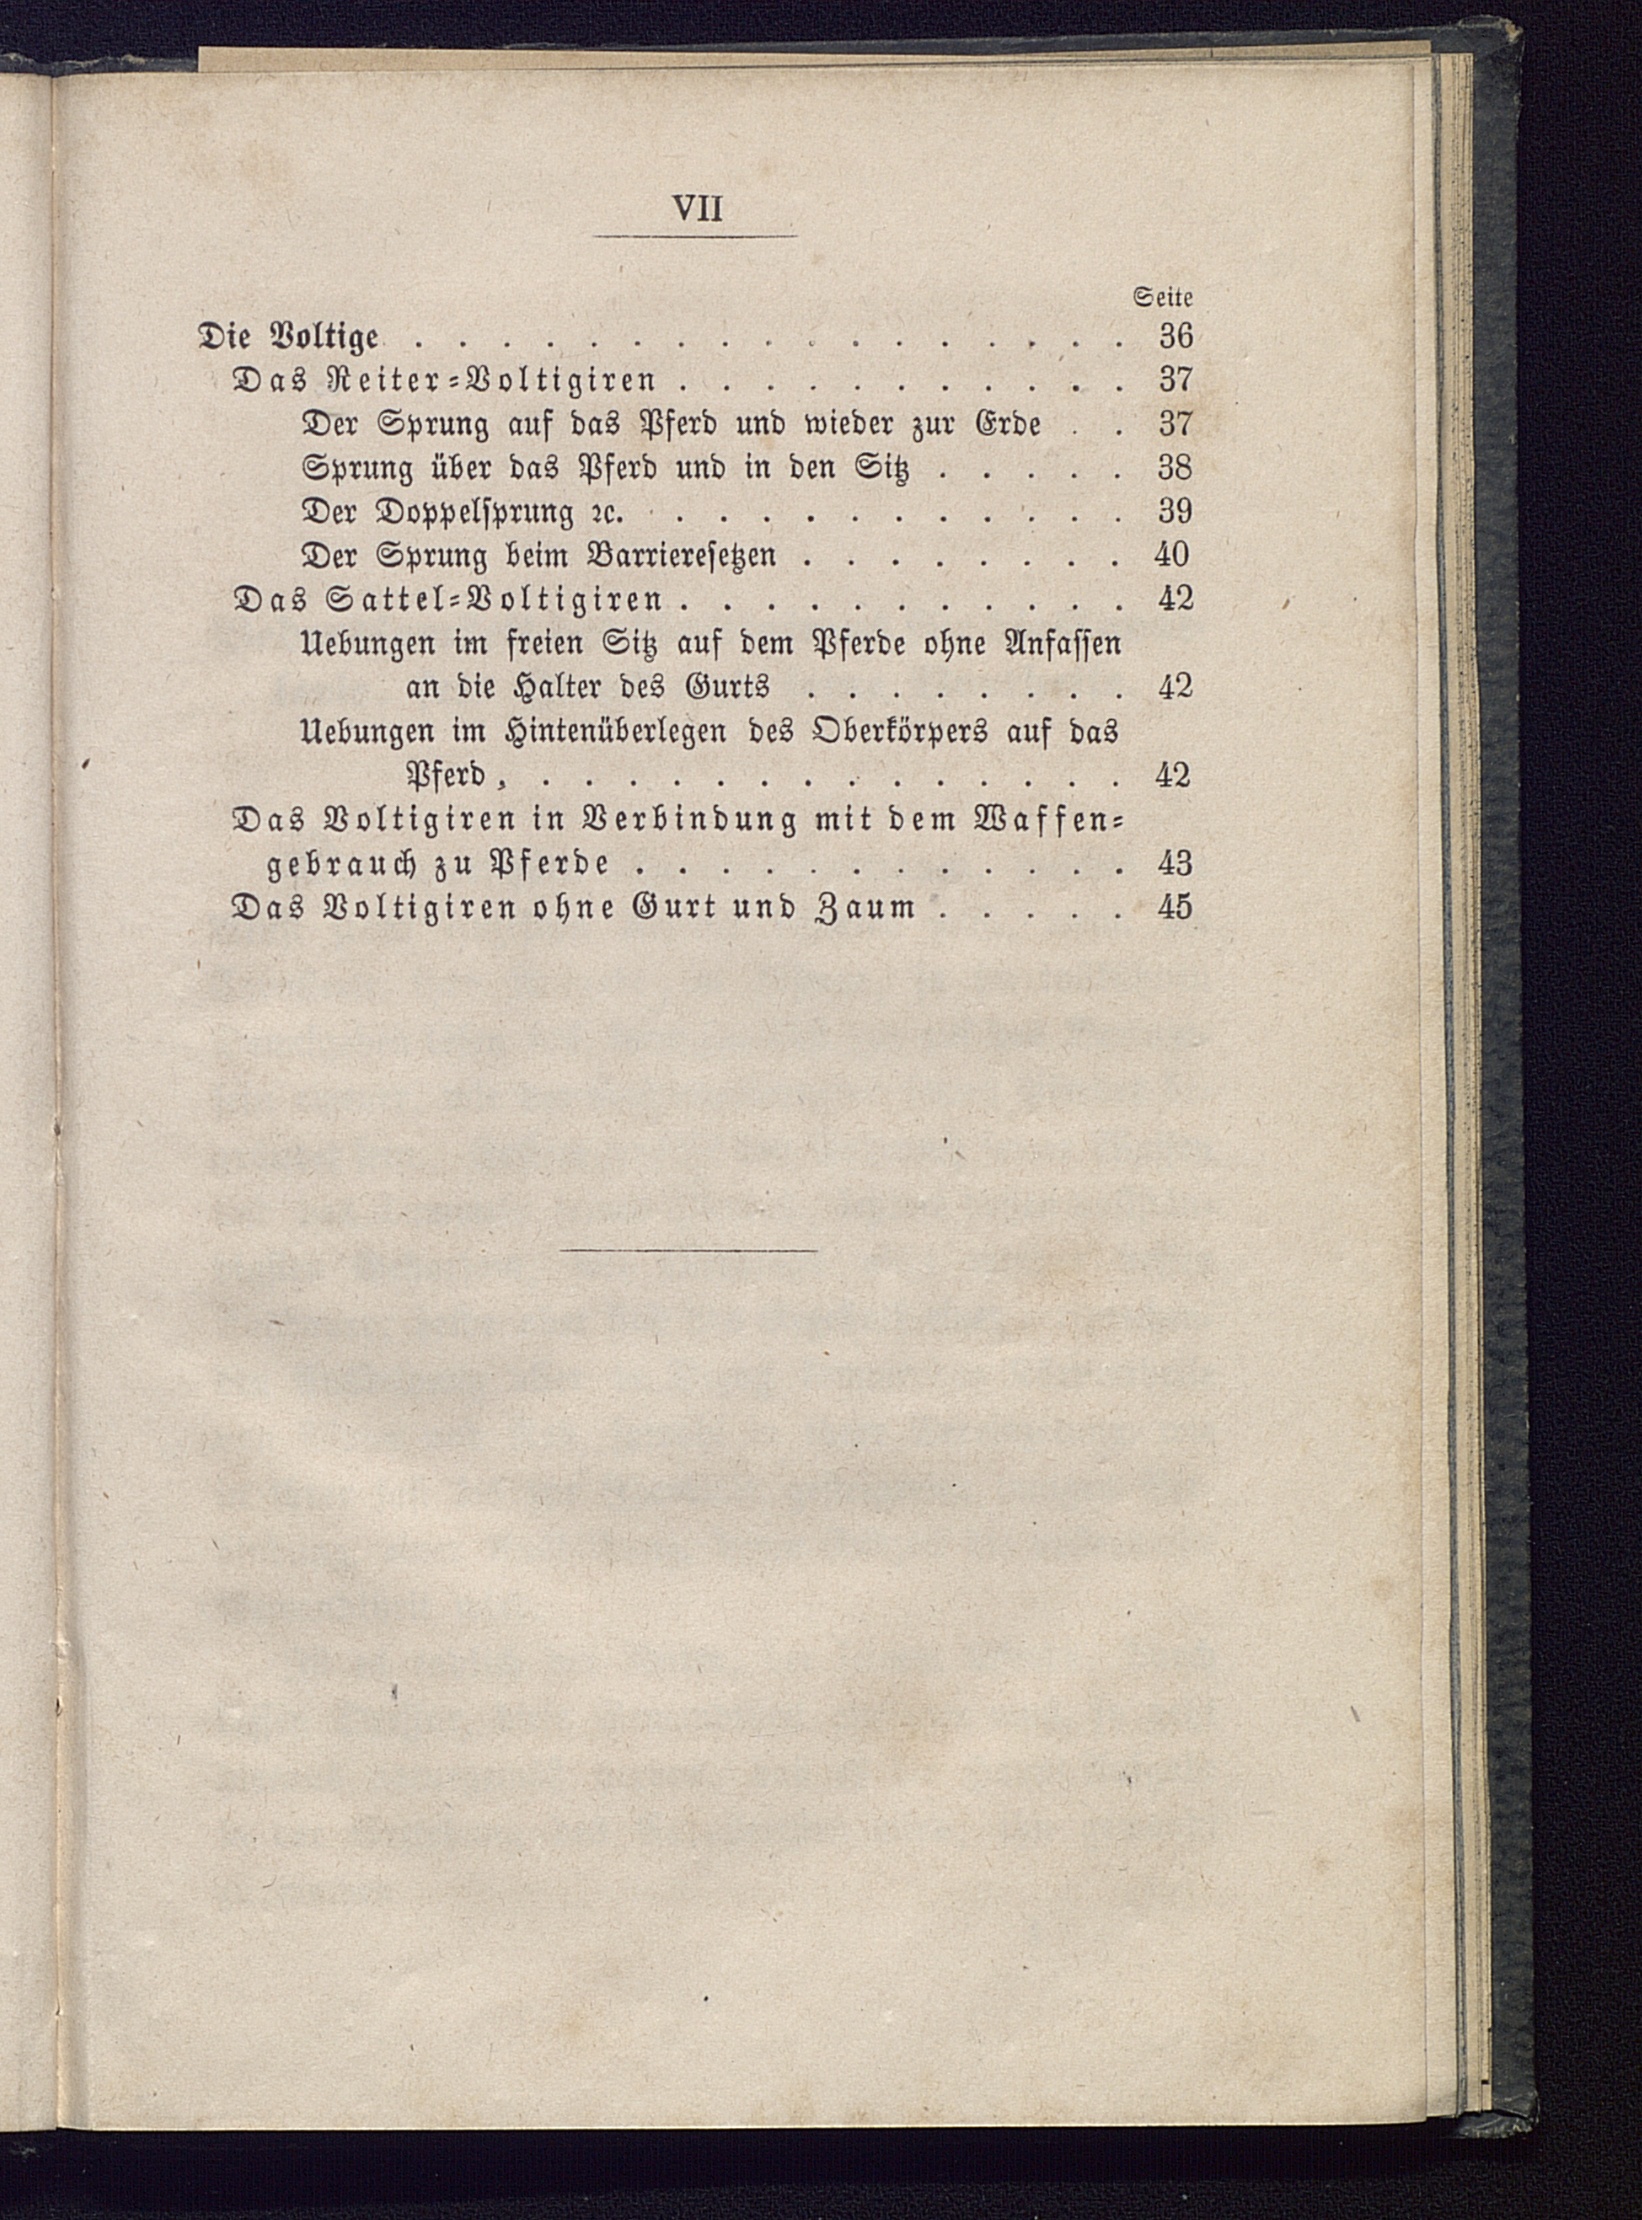 VII
Seite
Die Voltige . . . . . . . . . . . . . . . . . 36
Das Reiter-Voltigiren . . . . . . . . . . . 37
Der Sprung auf das Pferd und wieder zur Erde . . 37
Sprung über das Pferd und in den Sitz . . . . . 38
Der Doppelsprung ꝛc. . . . . . . . . . . . . 39
Der Sprung beim Barrieresetzen . . . . . . . . 40
Das Sattel-Voltigiren . . . . . . . . . . . 42
Uebungen im freien Sitz auf dem Pferde ohne Anfassen
an die Halter des Gurts . . . . . . . . 42
Uebungen im Hintenüberlegen des Oberkörpers auf das
Pferd . . . . . . . . . . . . . . . 42
Das Voltigiren in Verbindung mit dem Waffen-
gebrauch zu Pferde . . . . . . . . . . . . 43
Das Voltigiren ohne Gurt und Zaum . . . . . 45